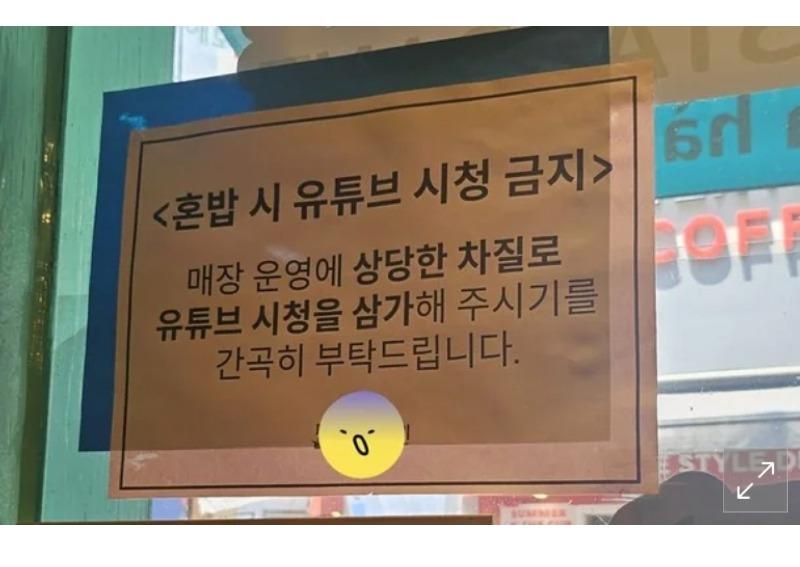 <혼밥 시 유튜브 시청 금지>
매장 운영에 상당한 차질로
유튜브 시청을 삼가해 주시기를
간곡히 부탁드립니다.
COFF
STYLE D
SUMMER